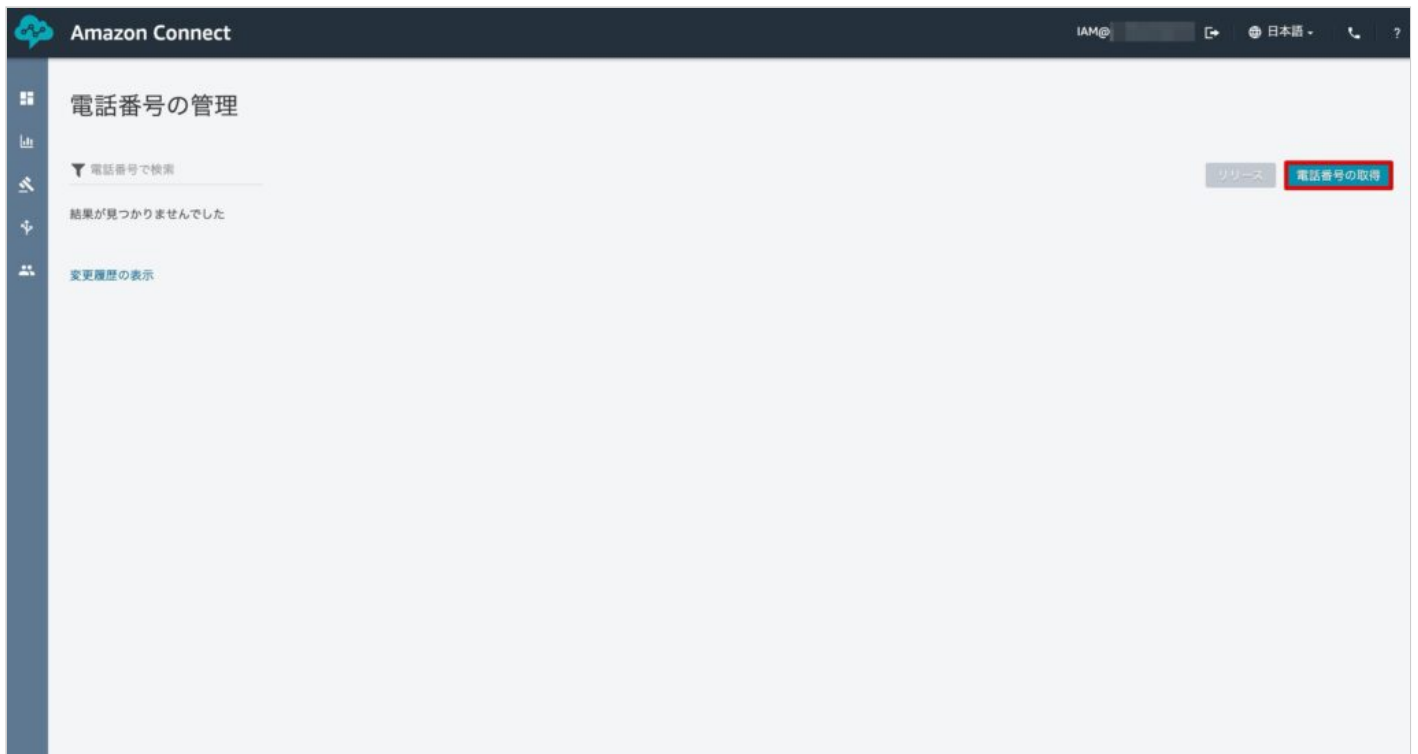 Amazon Connect
IAM@
日本語
?
電話番号の管理
電話番号で検索
リリース
電話番号の取得
結果が見つかりませんでした
変更履歴の表示